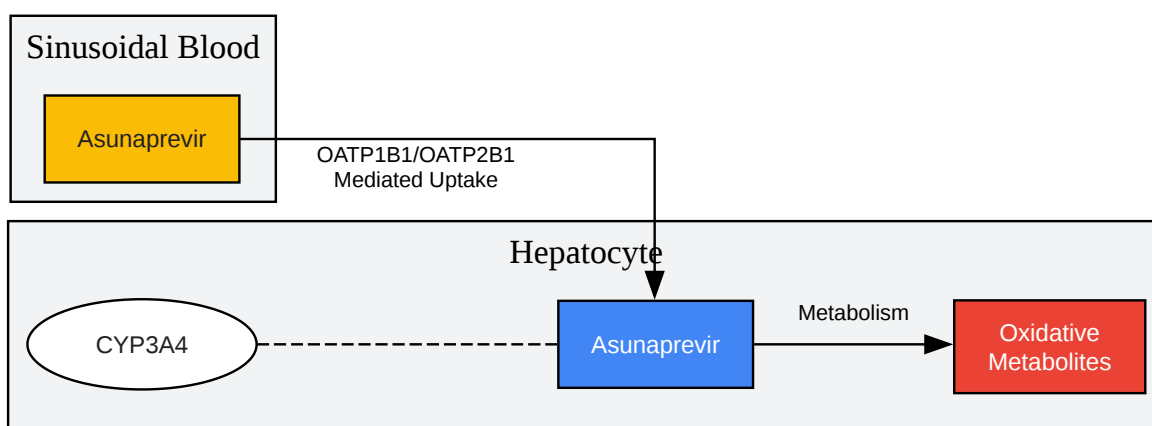 Sinusoidal Blood
Asunaprevir
OATP1B1/OATP2B1
Mediated Uptake
Hepatocyte
CYP3A4
Asunaprevir
Metabolism
Oxidative
Metabolites